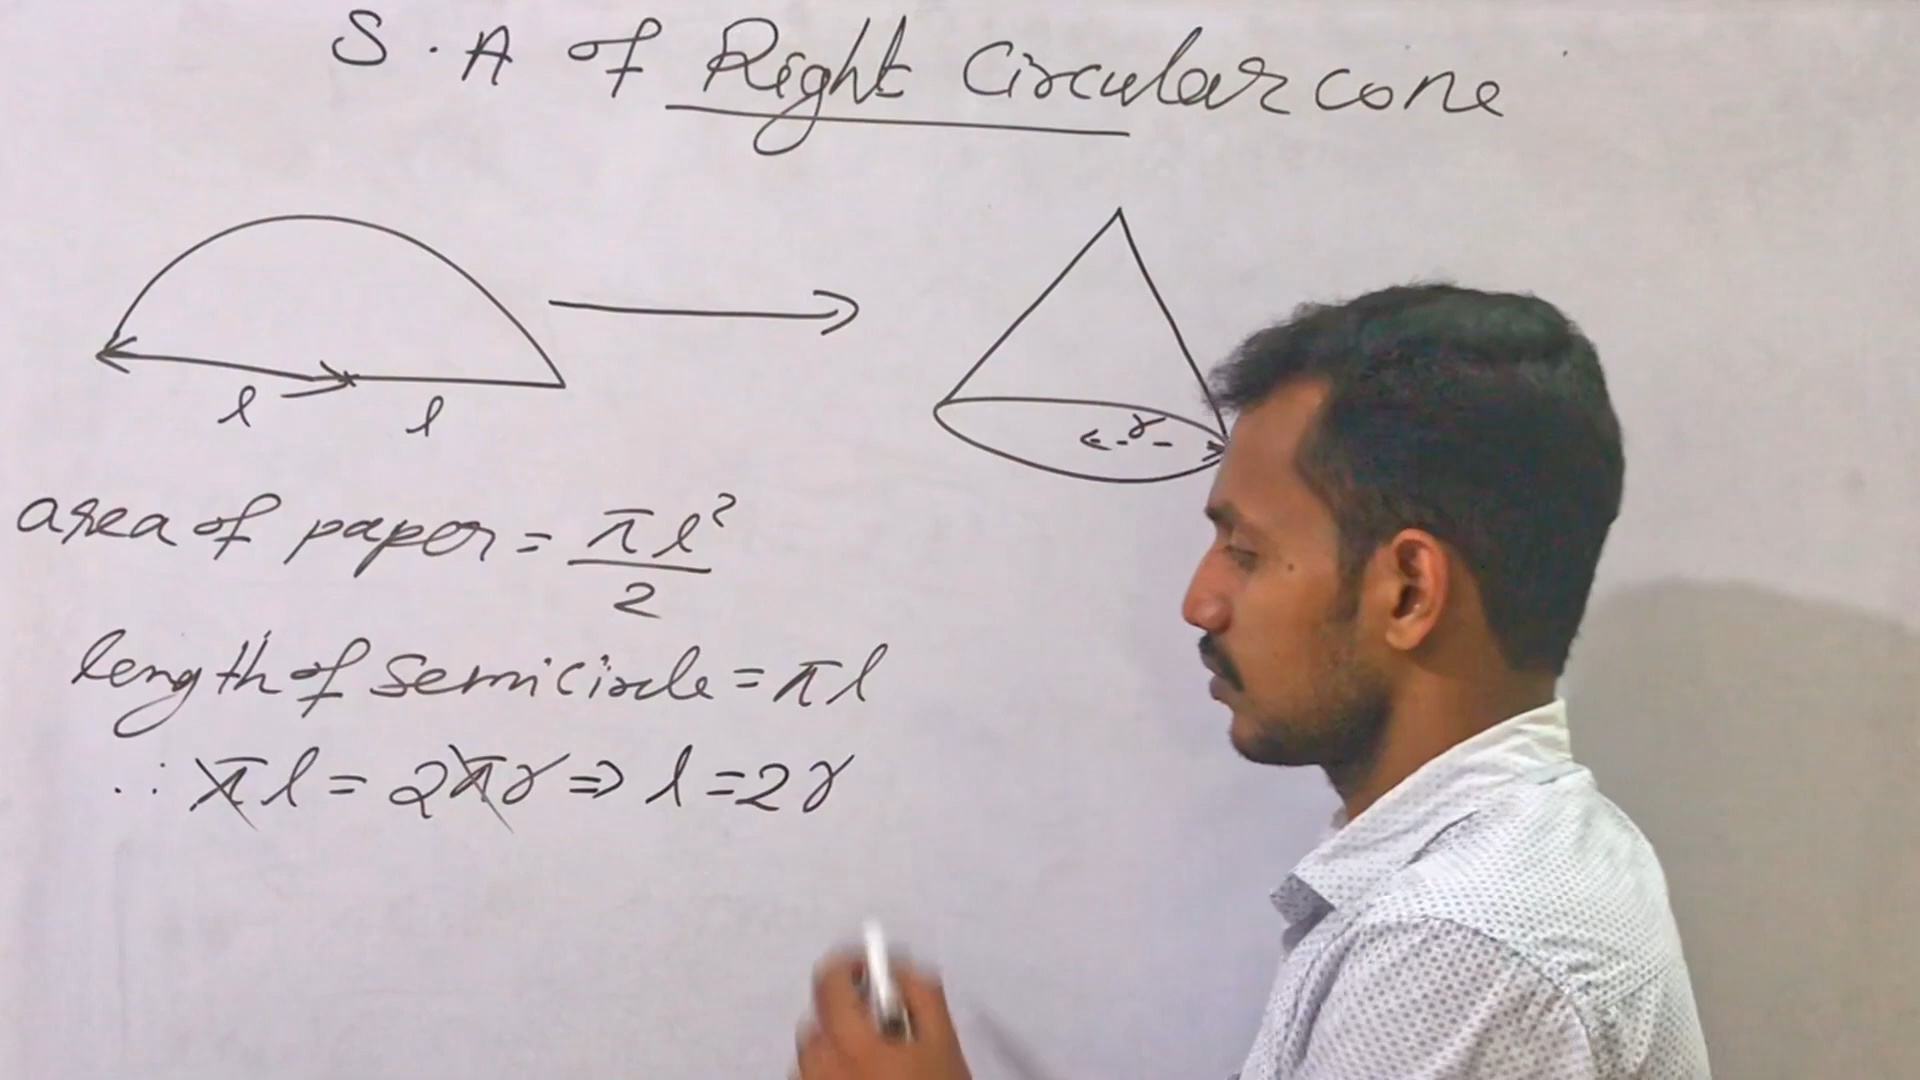 S.A of Right Circular cone
l l
r
area of paper = πl²/2
length of semicircle = πl
∴ πl = 2πr ⇒ l = 2r